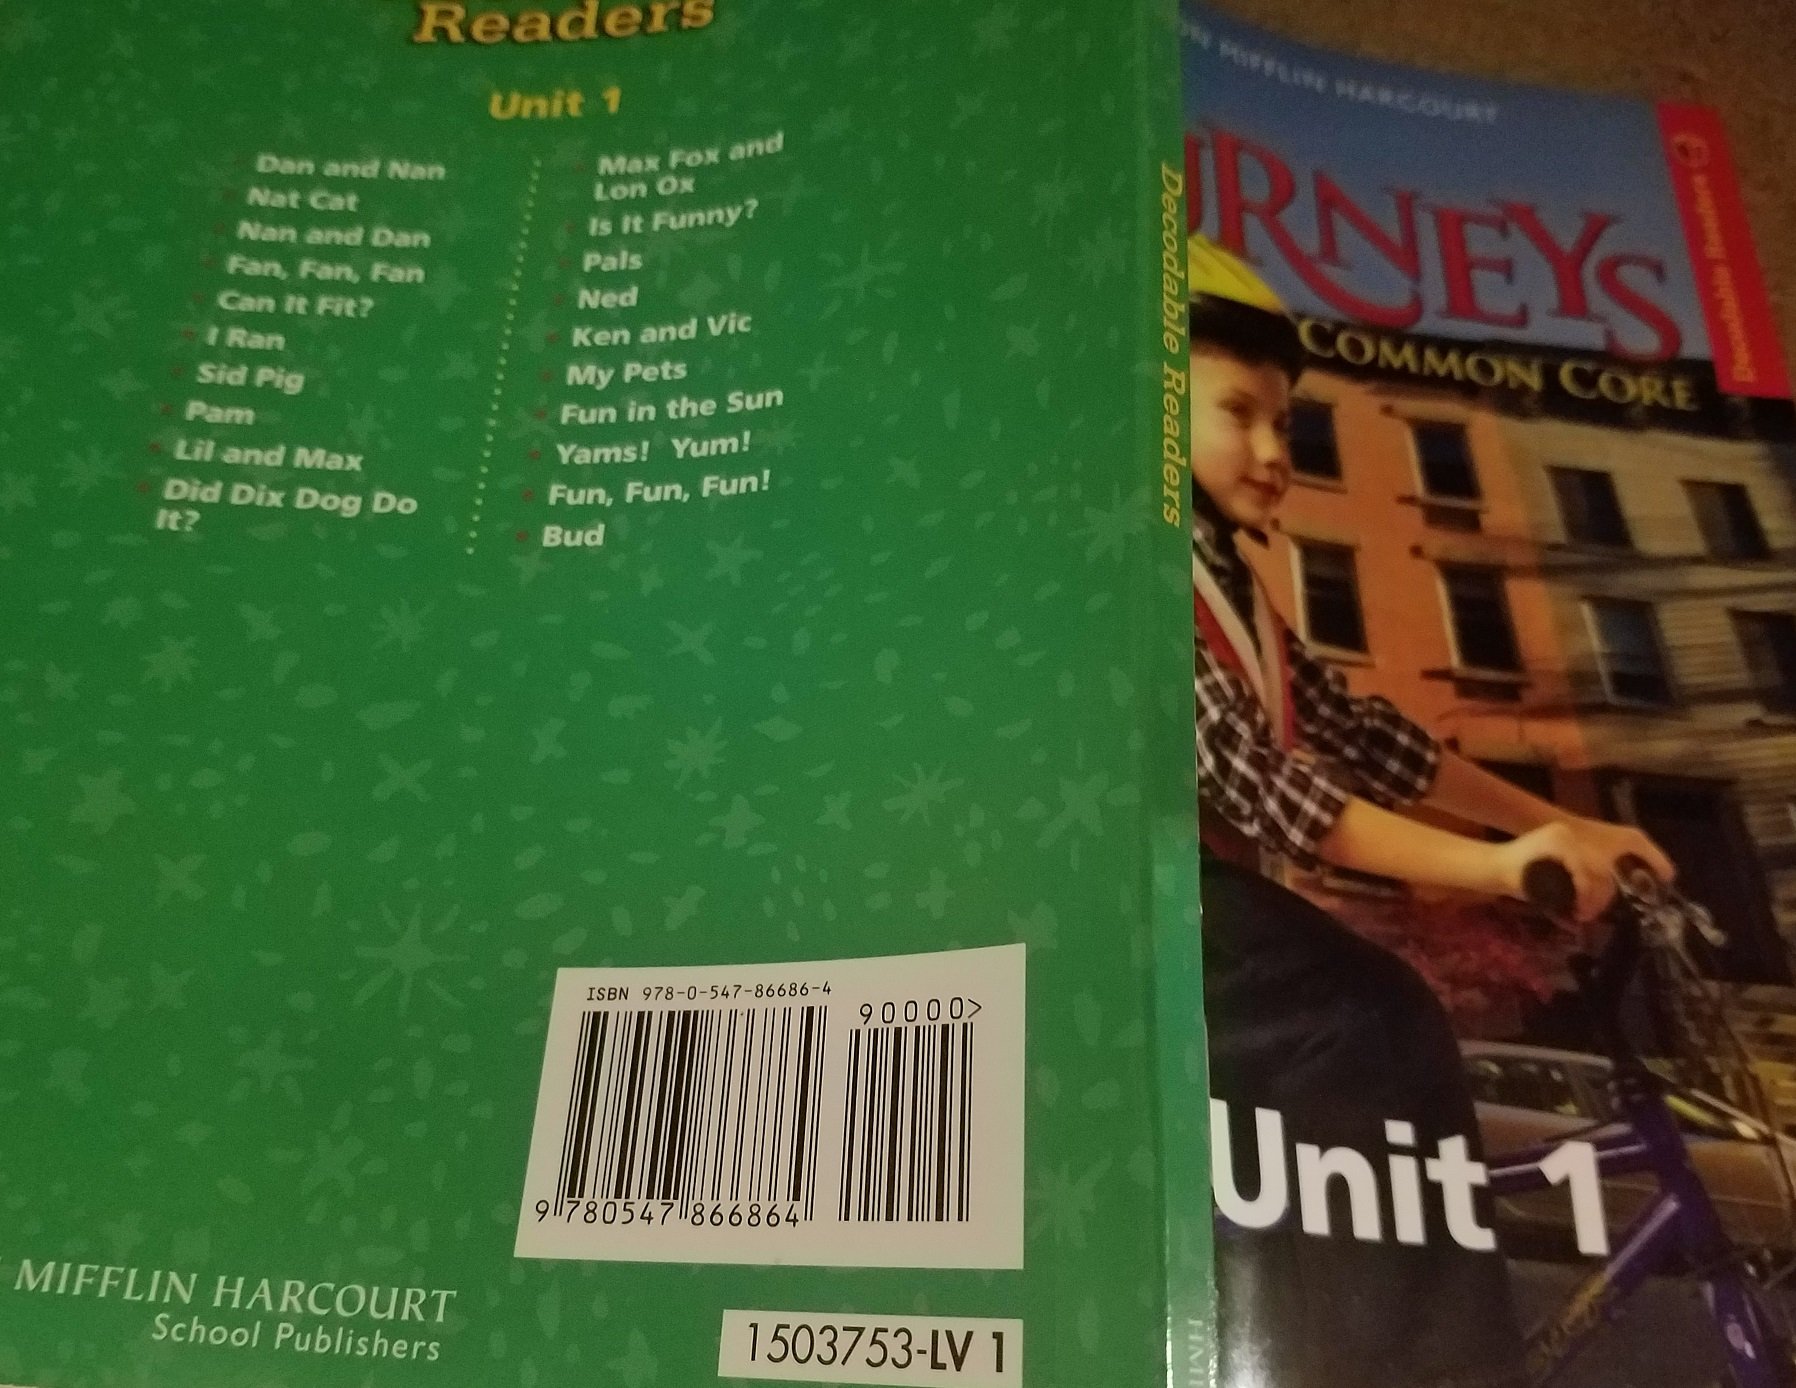 Readers
Unit 1
Dan and Nan
Nat Cat
Nan and Dan
Fan, Fan, Fan
Can It Fit?
I Ran
Sid Pig
Pam
Lil and Max
Did Dix Dog Do
It?
Max Fox and
Lon Ox
Is It Funny?
Pals
Ned
Ken and Vic
My Pets
Fun in the Sun
Yams! Yum!
Fun, Fun, Fun!
Bud
ISBN 978-0-547-86686-4
90000>
9 780547 866864
MIFFLIN HARCOURT
School Publishers
1503753-LV 1
Decodable Readers
HMH
ON MIFFLIN HARCOURT
URNEYS
COMMON CORE
Decodable Readers
Unit 1